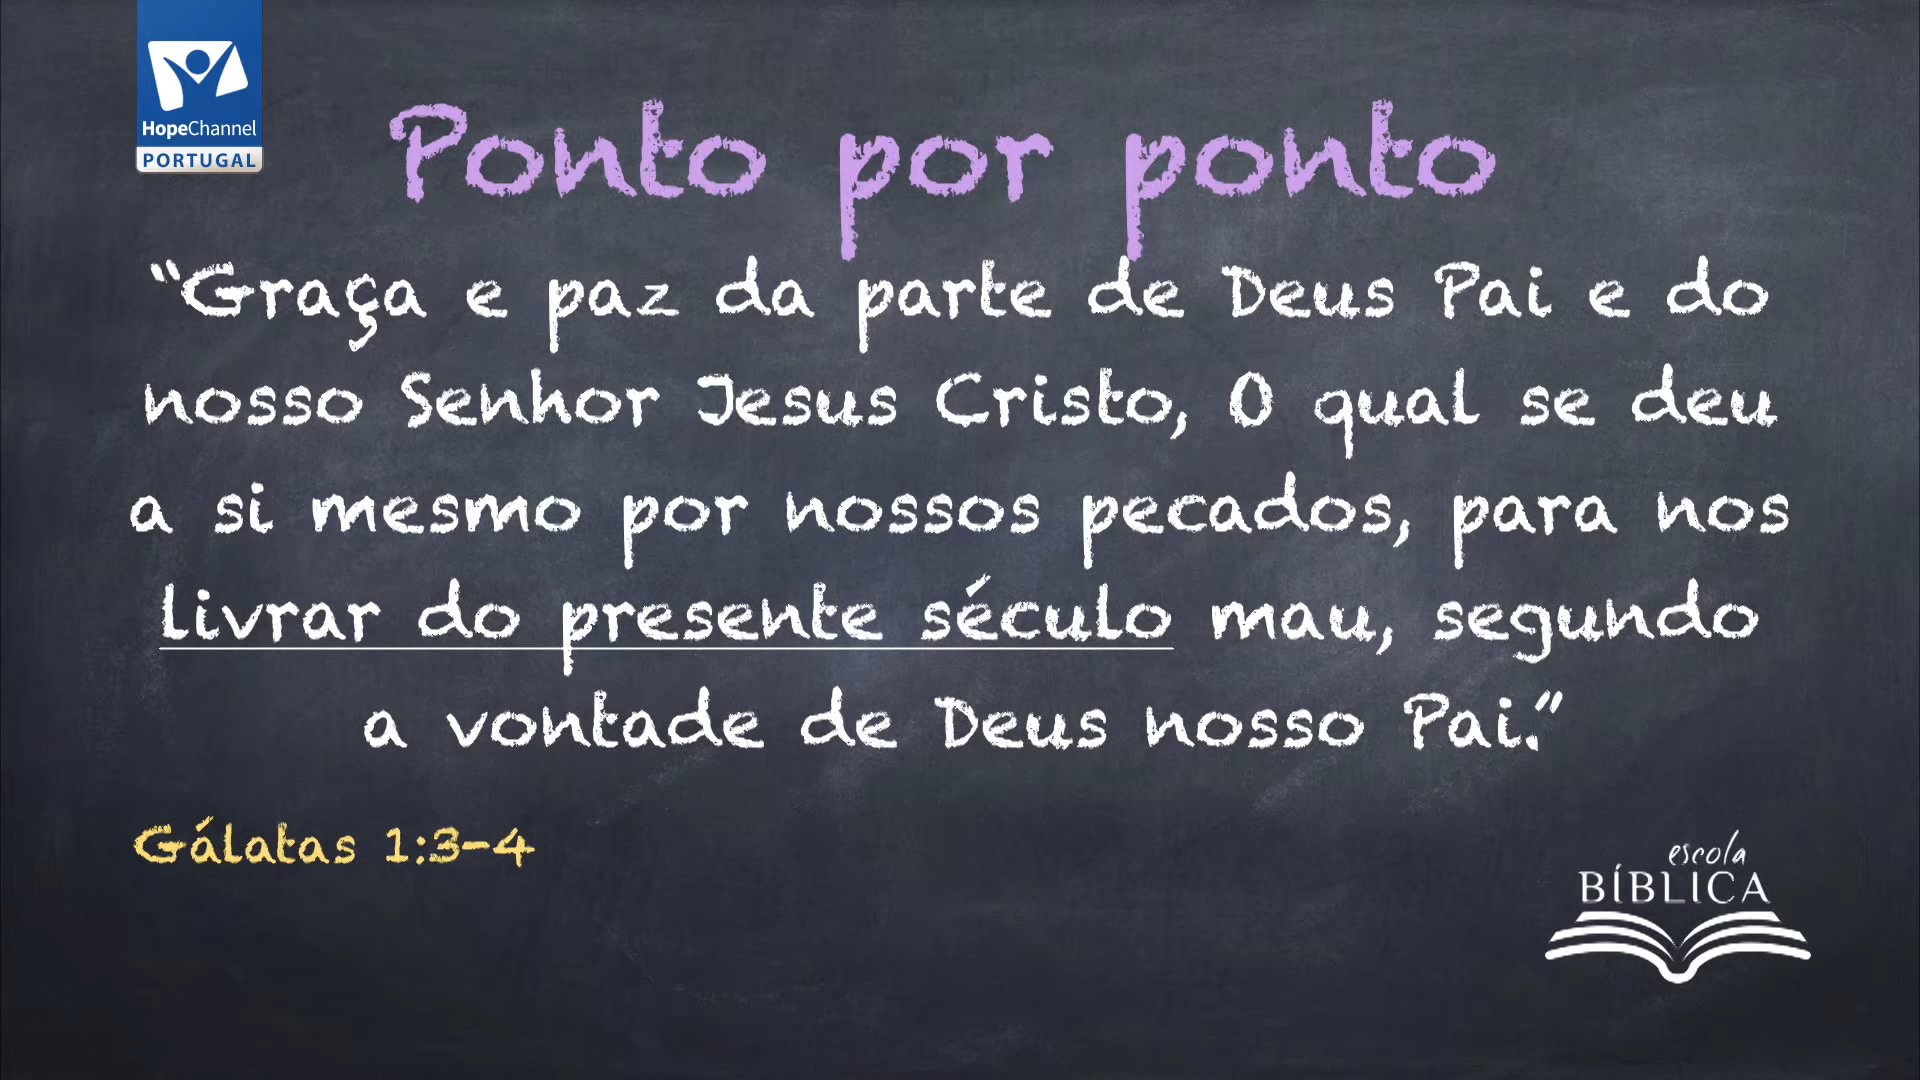 HopeChannel
PORTUGAL
Ponto por ponto
“Graça e paz da parte de Deus Pai e do
nosso Senhor Jesus Cristo, O qual se deu
a si mesmo por nossos pecados, para nos
livrar do presente século mau, segundo
a vontade de Deus nosso Pai.”
Gálatas 1:3-4
escola
BÍBLICA